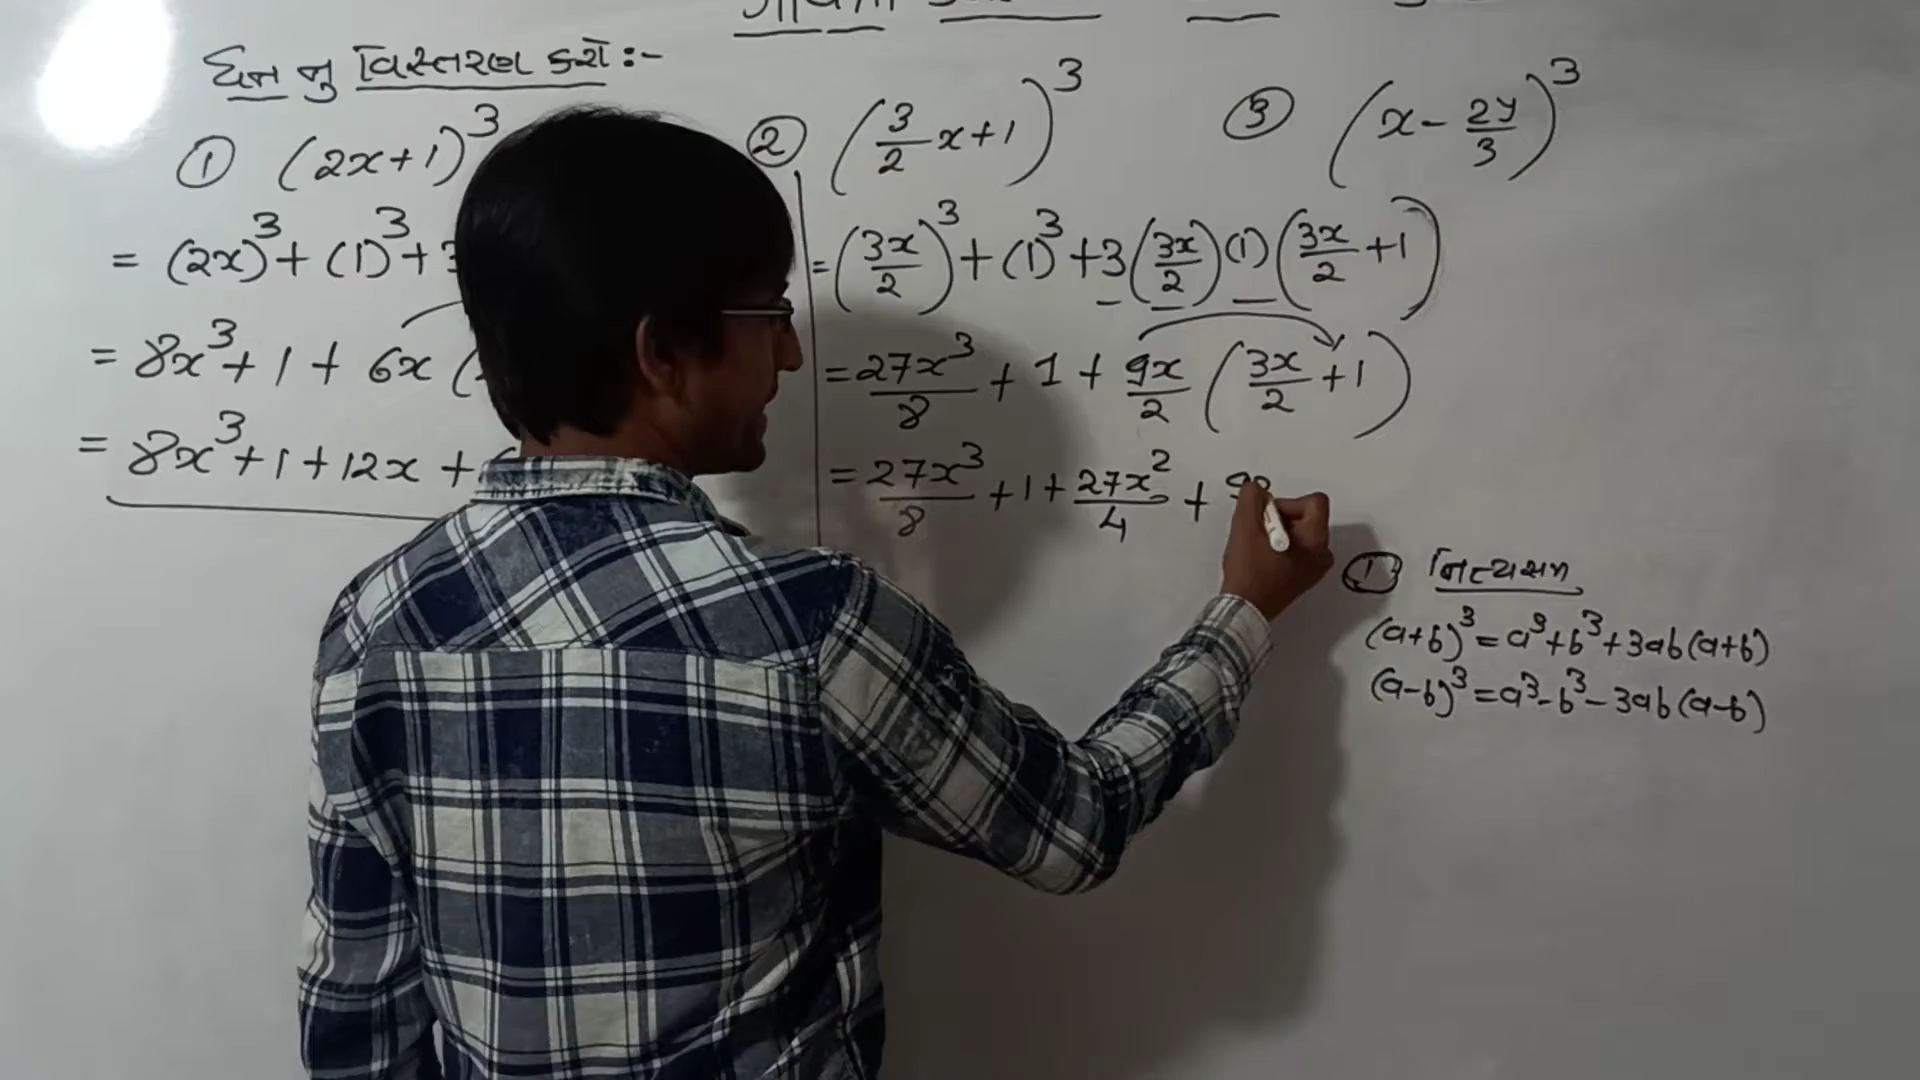 ઘન નુ વિસ્તરણ કરો :-
① (2x+1)³
= (2x)³ + (1)³ +
= 8x³ + 1 + 6x (
= 8x³ + 1 + 12x +
② (3/2 x + 1)³
= (3x/2)³ + (1)³ + 3 (3x/2) (1) (3x/2 + 1)
= 27x³/8 + 1 + 9x/2 (3x/2 + 1)
= 27x³/8 + 1 + 27x²/4 + 9
③ (x - 2y/3)³
① નિત્યસમ
(a+b)³ = a³ + b³ + 3ab (a+b)
(a-b)³ = a³ - b³ - 3ab (a-b)